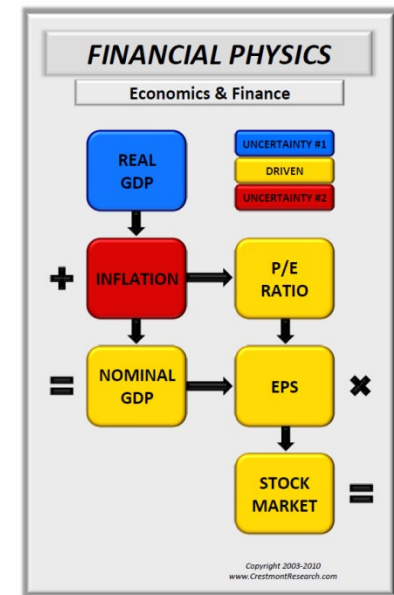 FINANCIAL PHYSICS
Economics & Finance
REAL
GDP
UNCERTAINTY #1
DRIVEN
UNCERTAINTY #2
+
INFLATION
P/E
RATIO
=
NOMINAL
GDP
EPS
×
STOCK
MARKET
=
Copyright 2003-2010
www.CrestmontResearch.com